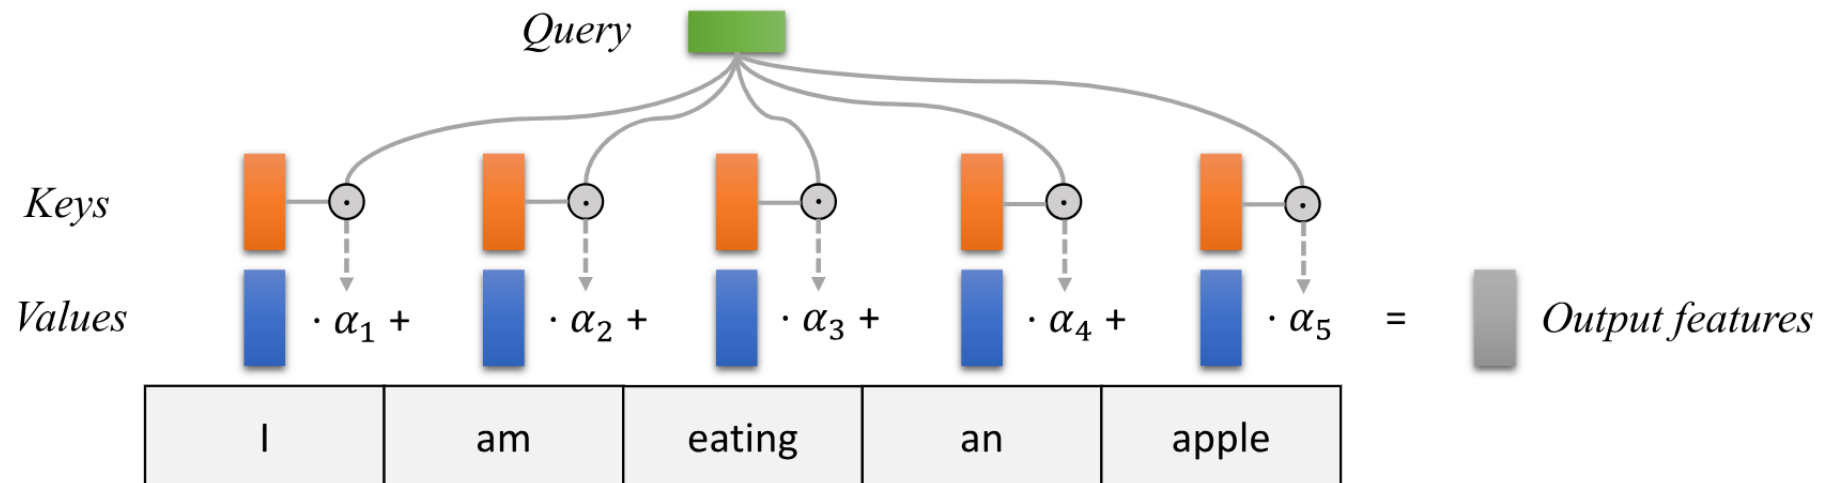 Query
Keys
Values · α₁ + · α₂ + · α₃ + · α₄ + · α₅ = Output features
I am eating an apple